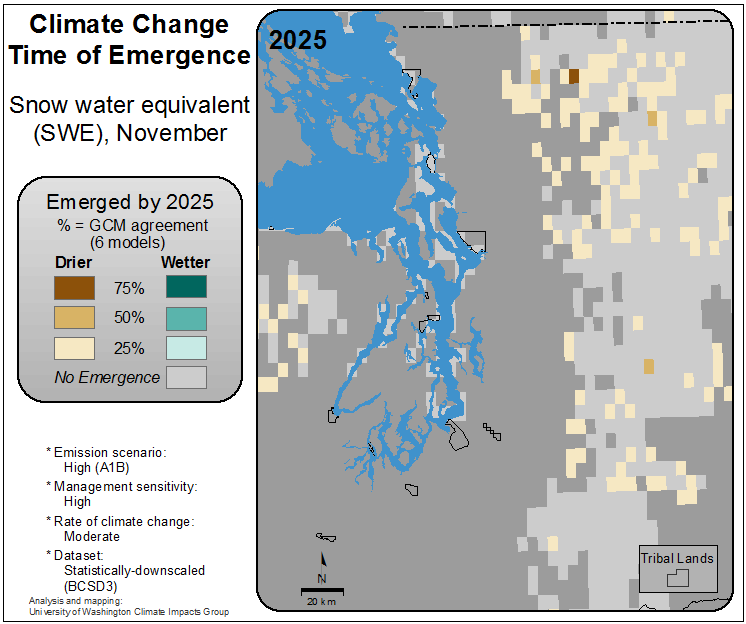 Climate Change
Time of Emergence
Snow water equivalent
(SWE), November
Emerged by 2025
% = GCM agreement
(6 models)
Drier Wetter
75%
50%
25%
No Emergence
* Emission scenario:
High (A1B)
* Management sensitivity:
High
* Rate of climate change:
Moderate
* Dataset:
Statistically-downscaled
(BCSD3)
Analysis and mapping:
University of Washington Climate Impacts Group
2025
N
20 km
Tribal Lands